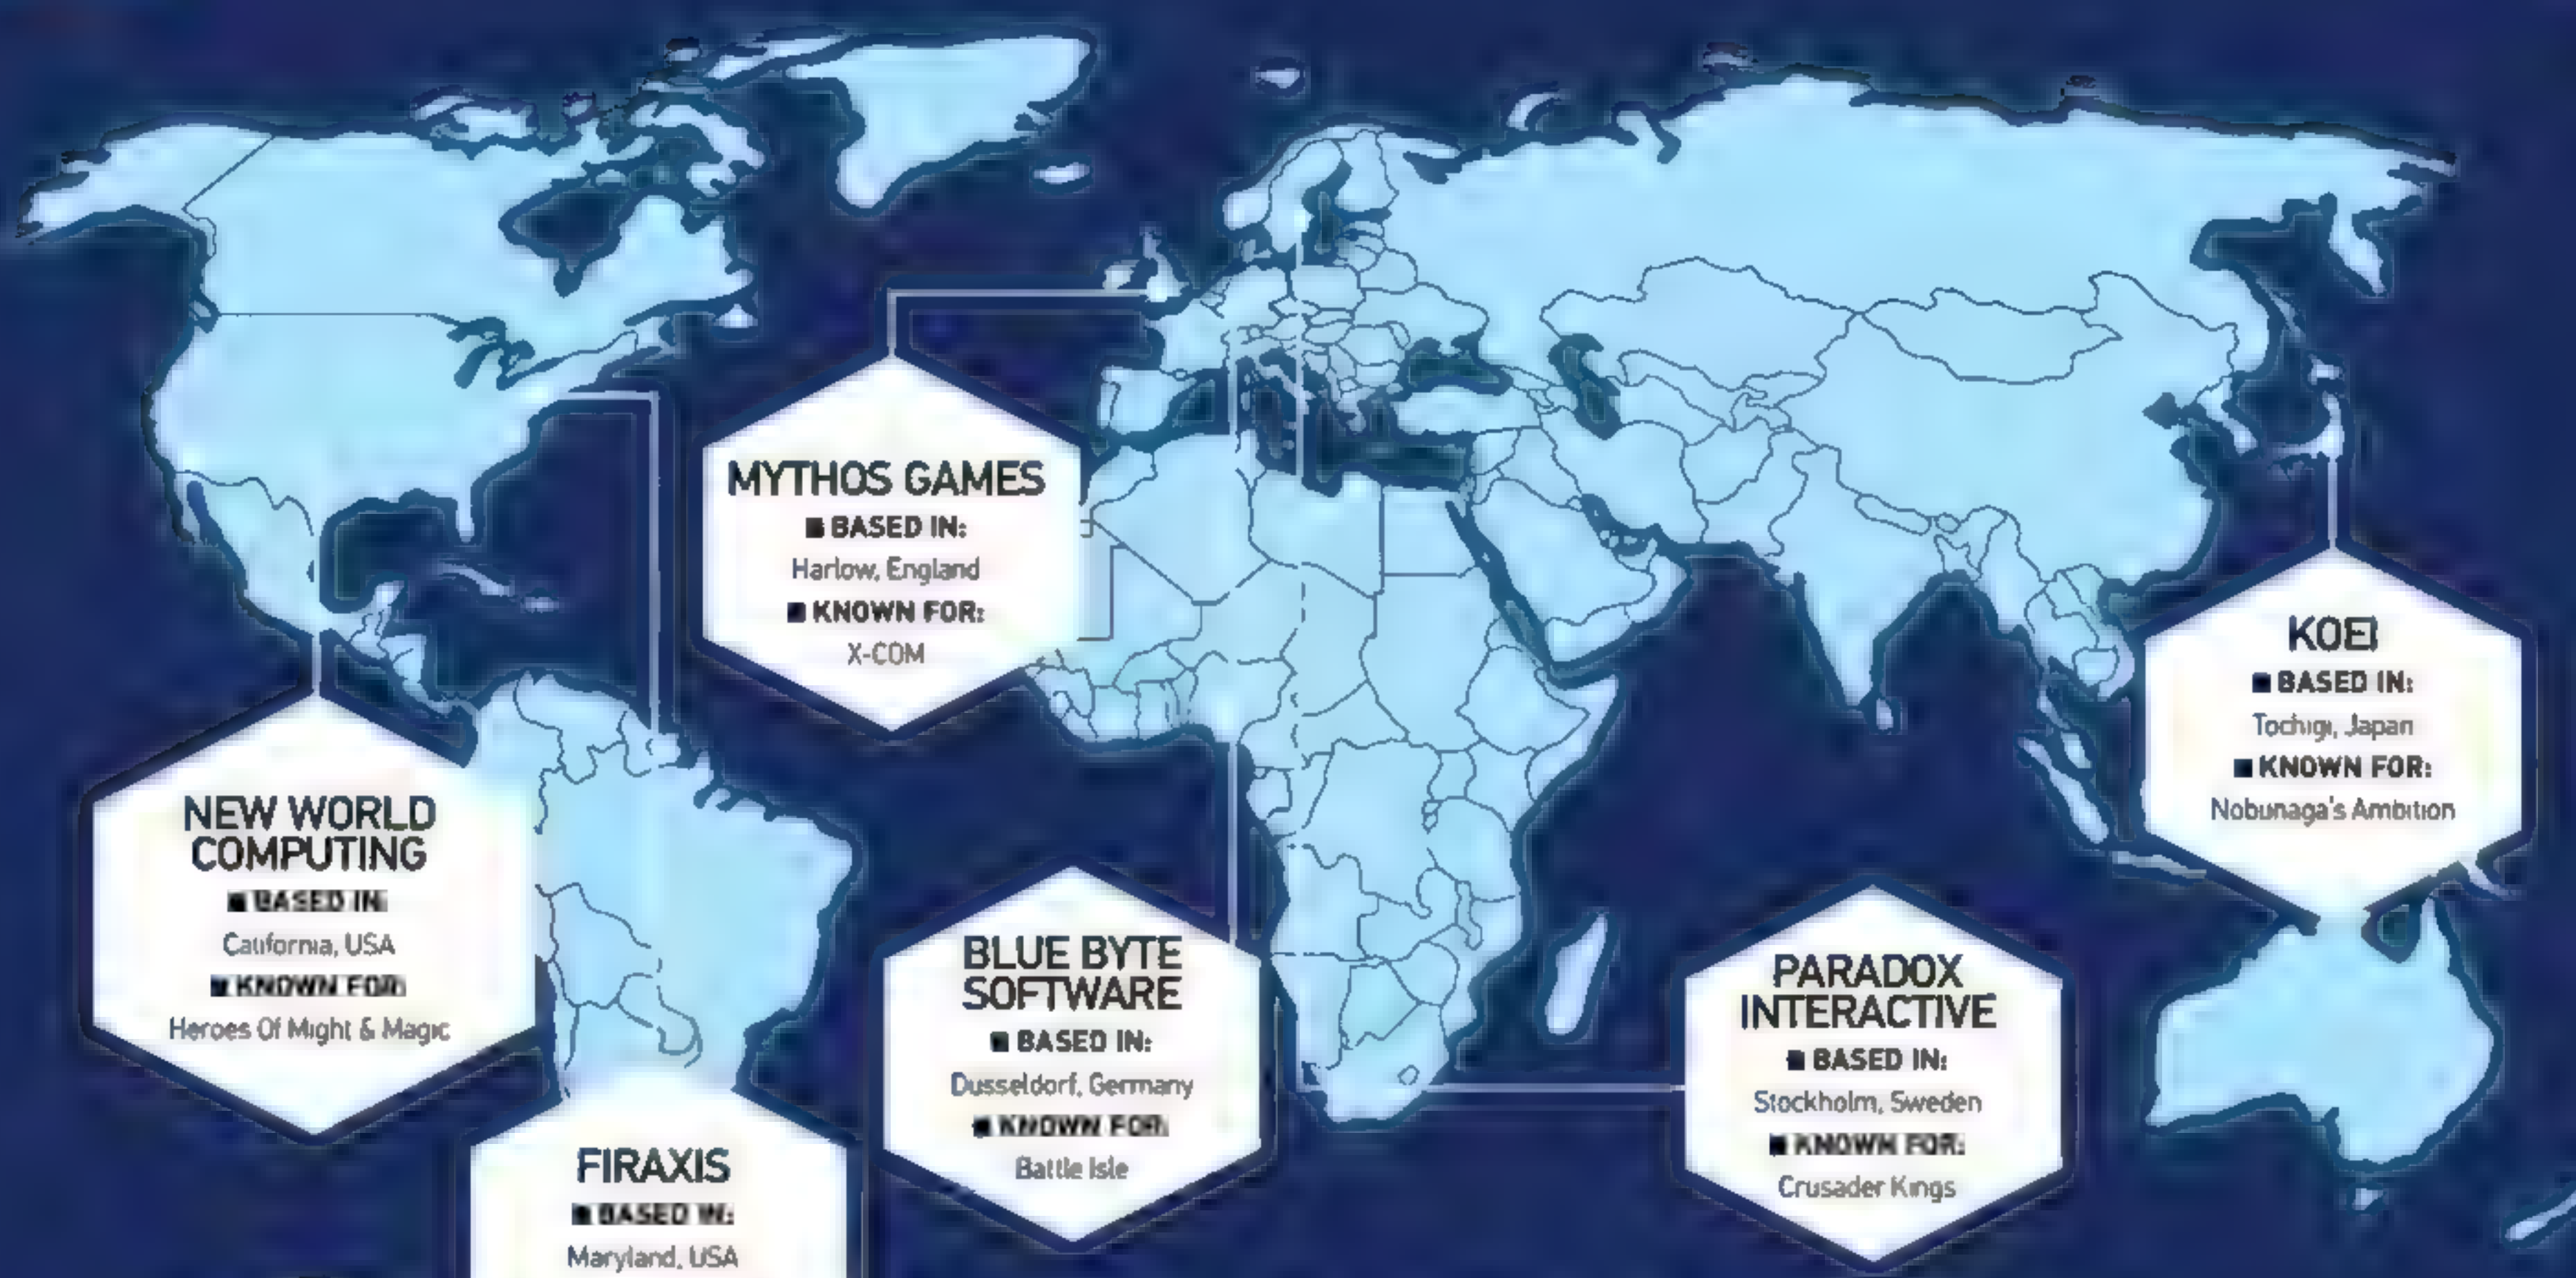 MYTHOS GAMES
■ BASED IN:
Harlow, England
■ KNOWN FOR:
X-COM
KOEI
■ BASED IN:
Tochigi, Japan
■ KNOWN FOR:
Nobunaga's Ambition
NEW WORLD
COMPUTING
■ BASED IN:
California, USA
■ KNOWN FOR:
Heroes Of Might & Magic
BLUE BYTE
SOFTWARE
■ BASED IN:
Dusseldorf, Germany
■ KNOWN FOR:
Battle Isle
PARADOX
INTERACTIVE
■ BASED IN:
Stockholm, Sweden
■ KNOWN FOR:
Crusader Kings
FIRAXIS
■ BASED IN:
Maryland, USA